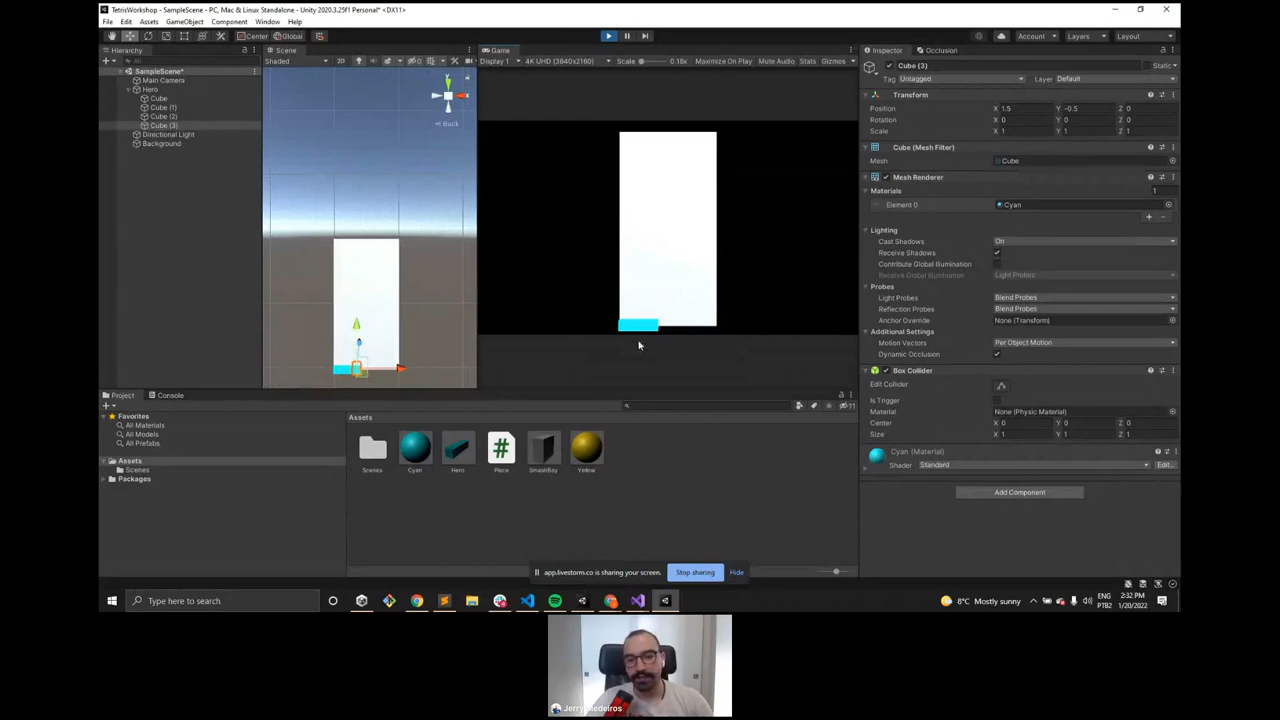 TetrisWorkshop - SampleScene - PC, Mac & Linux Standalone - Unity 2020.3.25f1 Personal* <DX11>
File Edit Assets GameObject Component Window Help
Center Global Account Layers Layout
Hierarchy Scene Game Inspector Occlusion
All
Shaded 2D Display 1 4K UHD (3840x2160) Scale 0.18x Maximize On Play Mute Audio Stats Gizmos
SampleScene*
Main Camera
Hero
Cube
Cube (1)
Cube (2)
Cube (3)
Directional Light
Background
y
x
Back
Cube (3) Static
Tag Untagged Layer Default
Transform
Position X 1.5 Y -0.5 Z 0
Rotation X 0 Y 0 Z 0
Scale X 1 Y 1 Z 1
Cube (Mesh Filter)
Mesh Cube
Mesh Renderer
Materials 1
Element 0 Cyan
Lighting
Cast Shadows On
Receive Shadows
Contribute Global Illumination
Receive Global Illumination Light Probes
Probes
Light Probes Blend Probes
Reflection Probes Blend Probes
Anchor Override None (Transform)
Additional Settings
Motion Vectors Per Object Motion
Dynamic Occlusion
Box Collider
Edit Collider
Is Trigger
Material None (Physic Material)
Center X 0 Y 0 Z 0
Size X 1 Y 1 Z 1
Cyan (Material)
Shader Standard Edit...
Add Component
Project Console
11
Favorites
All Materials
All Models
All Prefabs
Assets
Scenes
Packages
Assets
Scenes Cyan Hero Piece SmashBoy Yellow
app.livestorm.co is sharing your screen. Stop sharing Hide
Type here to search
8°C Mostly sunny
ENG
PTB2
2:32 PM
1/20/2022
Jerry Medeiros